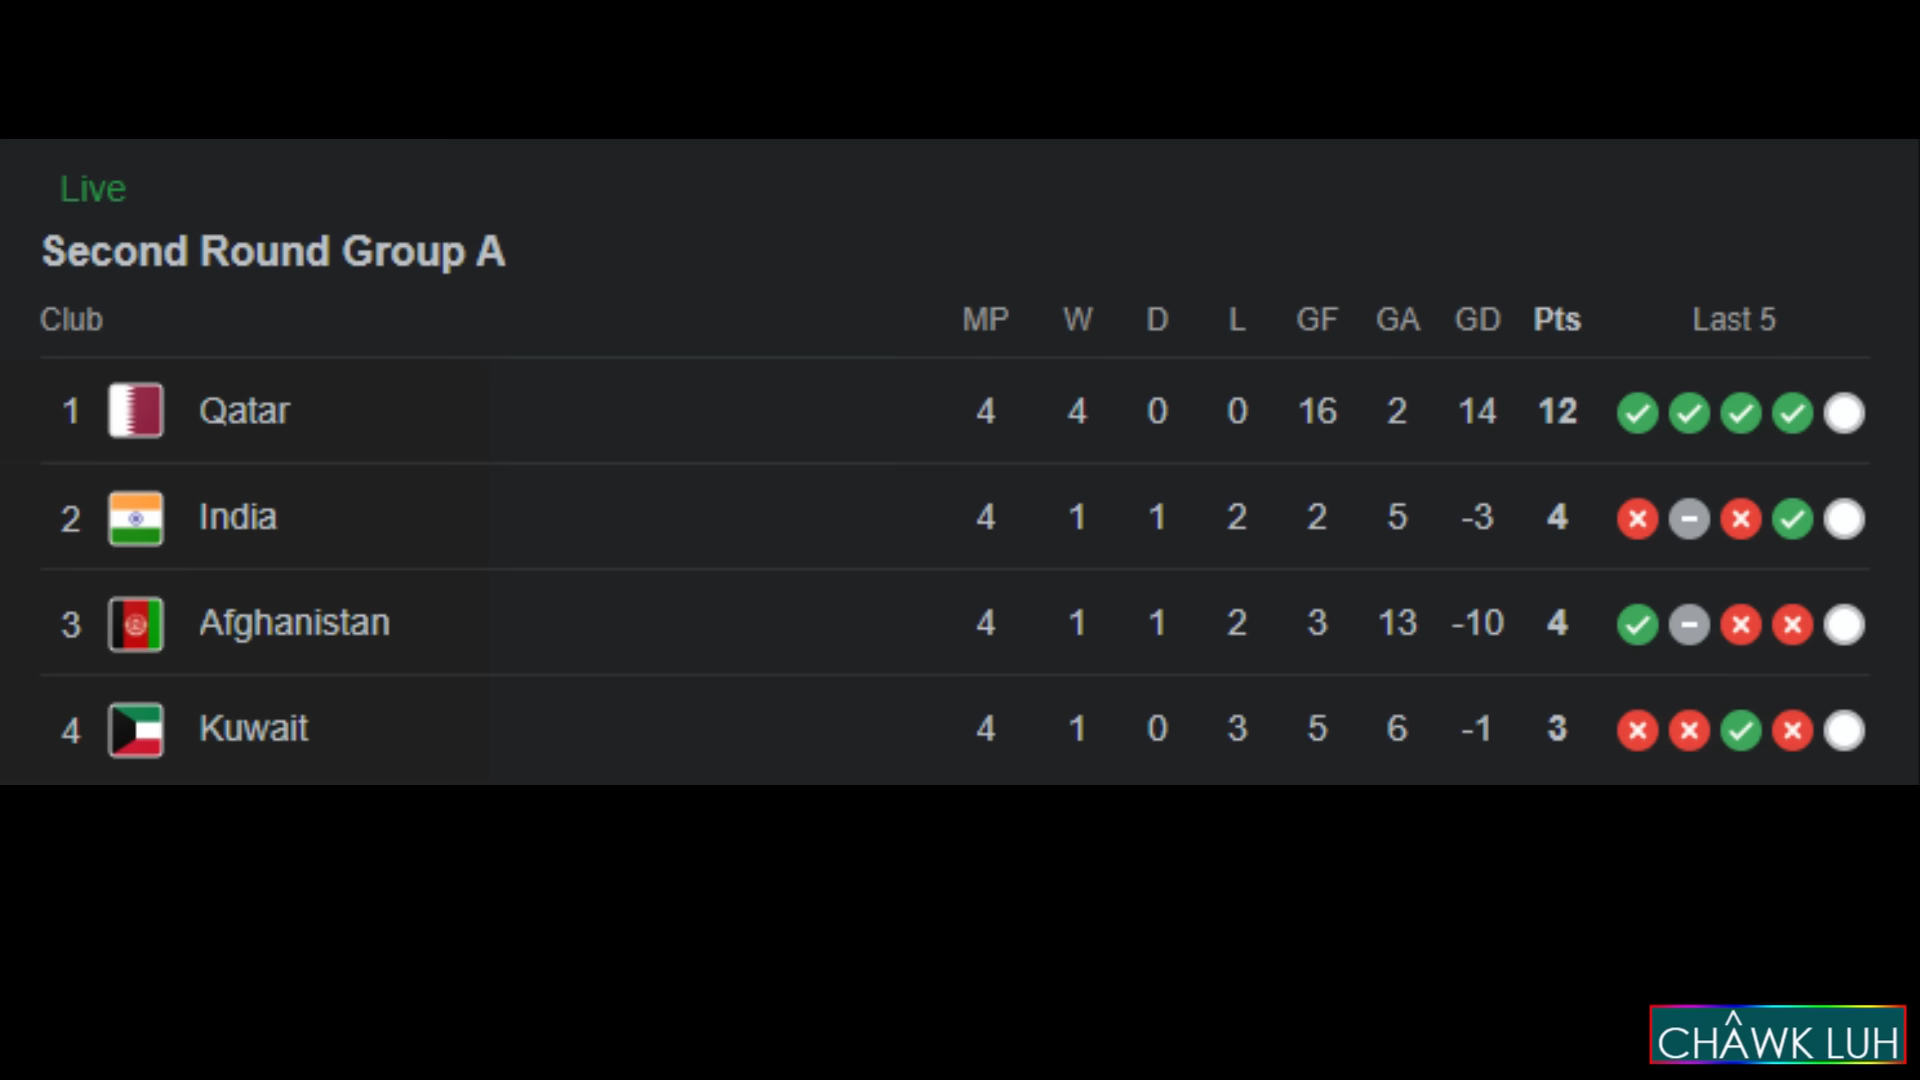 Live
Second Round Group A
Club MP W D L GF GA GD Pts Last 5
1 Qatar 4 4 0 0 16 2 14 12
2 India 4 1 1 2 2 5 -3 4
3 Afghanistan 4 1 1 2 3 13 -10 4
4 Kuwait 4 1 0 3 5 6 -1 3
CHÂWK LUH